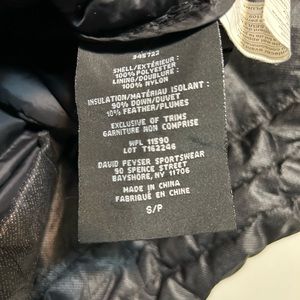 SHELL/EXTÉRIEUR :
100% POLYESTER
LINING/DOUBLURE :
100% NYLON
INSULATION/MATÉRIAU ISOLANT :
90% DOWN/DUVET
10% FEATHER/PLUMES
EXCLUSIVE OF TRIMS
GARNITURE NON COMPRISE
WPL 11590
LOT T162246
DAVID PEYSER SPORTSWEAR
90 SPENCE STREET
BAYSHORE, NY 11706
MADE IN CHINA
FABRIQUÉ EN CHINE
S/P